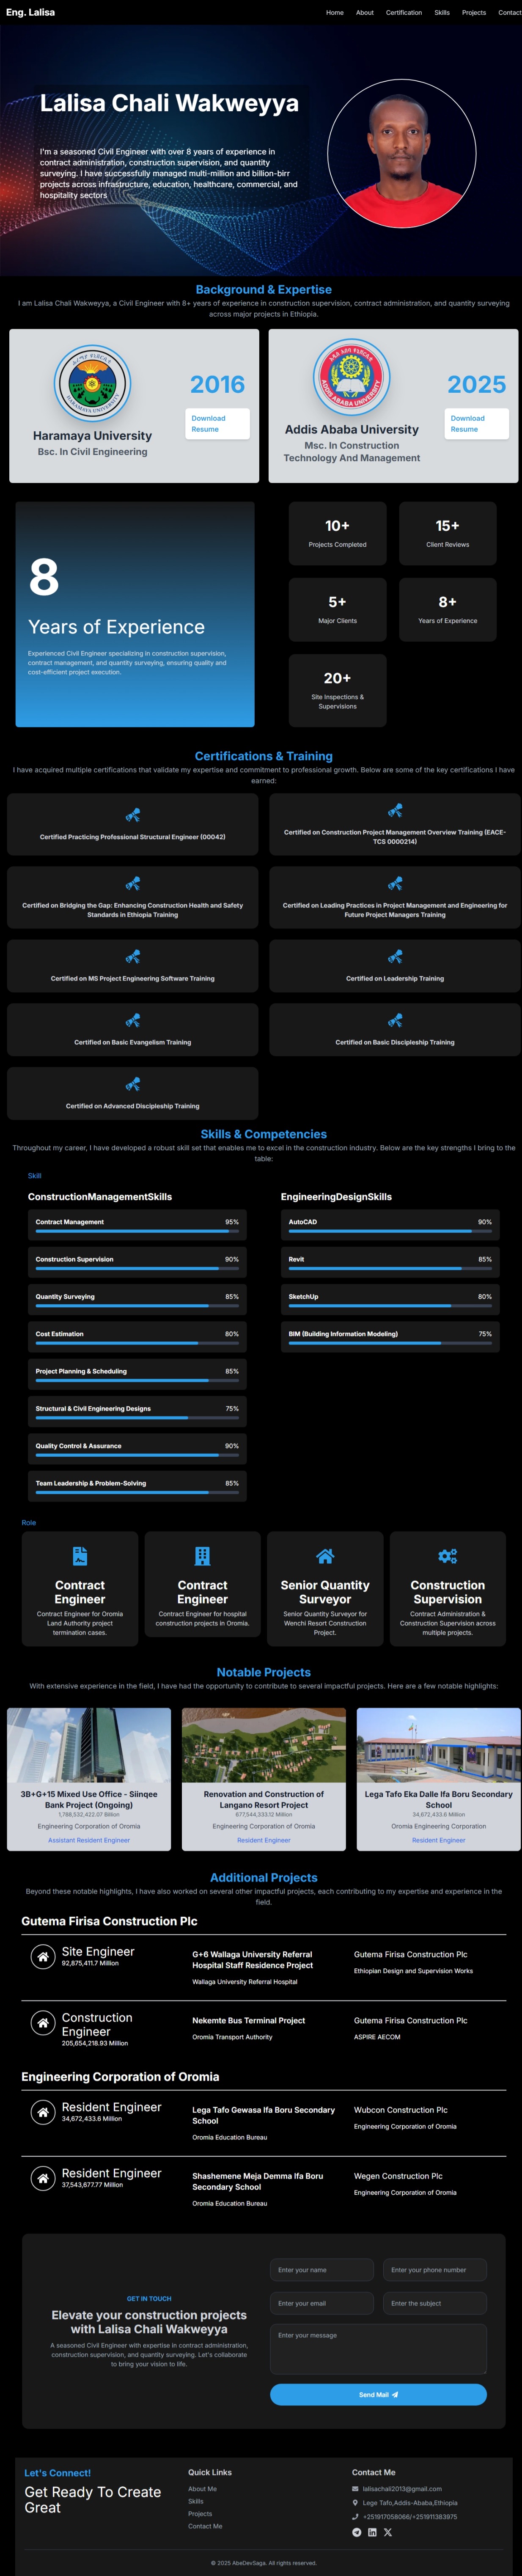 Eng. Lalisa
Home About Certification Skills Projects Contact
Lalisa Chali Wakweyya
I'm a seasoned Civil Engineer with over 8 years of experience in
contract administration, construction supervision, and quantity
surveying. I have successfully managed multi-million and billion-birr
projects across infrastructure, education, healthcare, commercial, and
hospitality sectors
Background & Expertise
I am Lalisa Chali Wakweyya, a Civil Engineer with 8+ years of experience in construction supervision, contract administration, and quantity surveying
across major projects in Ethiopia.
HARAMAYA UNIVERSITY
2016
Download
Resume
Haramaya University
Bsc. In Civil Engineering
ADDIS ABABA UNIVERSITY
2025
Download
Resume
Addis Ababa University
Msc. In Construction
Technology And Management
8
Years of Experience
Experienced Civil Engineer specializing in construction supervision,
contract management, and quantity surveying, ensuring quality and
cost-efficient project execution.
10+
Projects Completed
15+
Client Reviews
5+
Major Clients
8+
Years of Experience
20+
Site Inspections &
Supervisions
Certifications & Training
I have acquired multiple certifications that validate my expertise and commitment to professional growth. Below are some of the key certifications I have
earned:
Certified Practicing Professional Structural Engineer (00042)
Certified on Construction Project Management Overview Training (EACE-
TCS 0000214)
Certified on Bridging the Gap: Enhancing Construction Health and Safety
Standards in Ethiopia Training
Certified on Leading Practices in Project Management and Engineering for
Future Project Managers Training
Certified on MS Project Engineering Software Training
Certified on Leadership Training
Certified on Basic Evangelism Training
Certified on Basic Discipleship Training
Certified on Advanced Discipleship Training
Skills & Competencies
Throughout my career, I have developed a robust skill set that enables me to excel in the construction industry. Below are the key strengths I bring to the
table:
Skill
ConstructionManagementSkills
Contract Management 95%
Construction Supervision 90%
Quantity Surveying 85%
Cost Estimation 80%
Project Planning & Scheduling 85%
Structural & Civil Engineering Designs 75%
Quality Control & Assurance 90%
Team Leadership & Problem-Solving 85%
EngineeringDesignSkills
AutoCAD 90%
Revit 85%
SketchUp 80%
BIM (Building Information Modeling) 75%
Role
Contract
Engineer
Contract Engineer for Oromia
Land Authority project
termination cases.
Contract
Engineer
Contract Engineer for hospital
construction projects in Oromia.
Senior Quantity
Surveyor
Senior Quantity Surveyor for
Wenchi Resort Construction
Project.
Construction
Supervision
Contract Administration &
Construction Supervision across
multiple projects.
Notable Projects
With extensive experience in the field, I have had the opportunity to contribute to several impactful projects. Here are a few notable highlights:
3B+G+15 Mixed Use Office - Siinqee
Bank Project (Ongoing)
1,788,532,422.07 Billion
Engineering Corporation of Oromia
Assistant Resident Engineer
Renovation and Construction of
Langano Resort Project
677,544,333.12 Million
Engineering Corporation of Oromia
Resident Engineer
Lega Tafo Eka Dalle Ifa Boru Secondary
School
34,672,433.6 Million
Oromia Engineering Corporation
Resident Engineer
Additional Projects
Beyond these notable highlights, I have also worked on several other impactful projects, each contributing to my expertise and experience in the
field.
Gutema Firisa Construction Plc
Site Engineer
92,875,411.7 Million
G+6 Wallaga University Referral
Hospital Staff Residence Project
Wallaga University Referral Hospital
Gutema Firisa Construction Plc
Ethiopian Design and Supervision Works
Construction
Engineer
205,654,218.93 Million
Nekemte Bus Terminal Project
Oromia Transport Authority
Gutema Firisa Construction Plc
ASPIRE AECOM
Engineering Corporation of Oromia
Resident Engineer
34,672,433.6 Million
Lega Tafo Gewasa Ifa Boru Secondary
School
Oromia Education Bureau
Wubcon Construction Plc
Engineering Corporation of Oromia
Resident Engineer
37,543,677.77 Million
Shashemene Meja Demma Ifa Boru
Secondary School
Oromia Education Bureau
Wegen Construction Plc
Engineering Corporation of Oromia
GET IN TOUCH
Elevate your construction projects
with Lalisa Chali Wakweyya
A seasoned Civil Engineer with expertise in contract administration,
construction supervision, and quantity surveying. Let's collaborate
to bring your vision to life.
Enter your name
Enter your phone number
Enter your email
Enter the subject
Enter your message
Send Mail
Let's Connect!
Get Ready To Create
Great
Quick Links
About Me
Skills
Projects
Contact Me
Contact Me
lalisachali2013@gmail.com
Lege Tafo,Addis-Ababa,Ethiopia
+251917058066/+251911383975
© 2025 AbeDevSaga. All rights reserved.